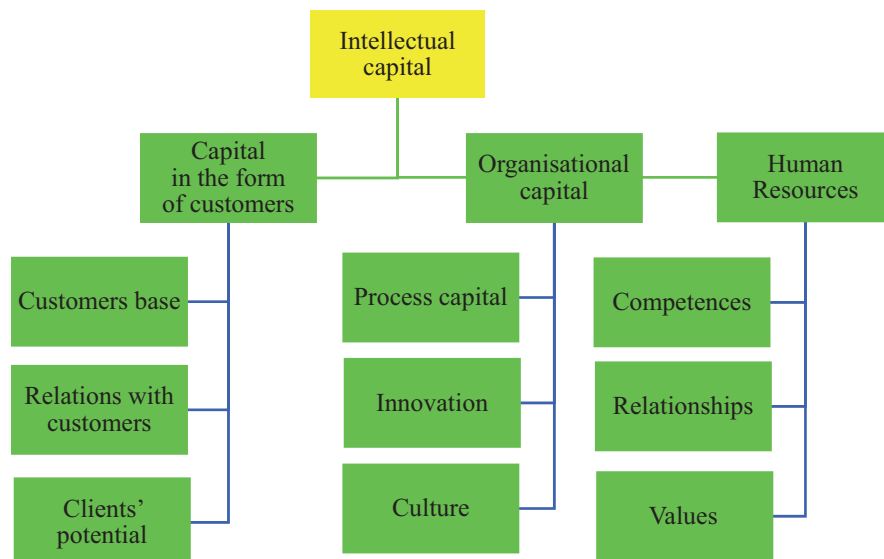 Intellectual
capital
Capital
in the form
of customers
Organisational
capital
Human
Resources
Customers base
Process capital
Competences
Relations with
customers
Innovation
Relationships
Clients’
potential
Culture
Values